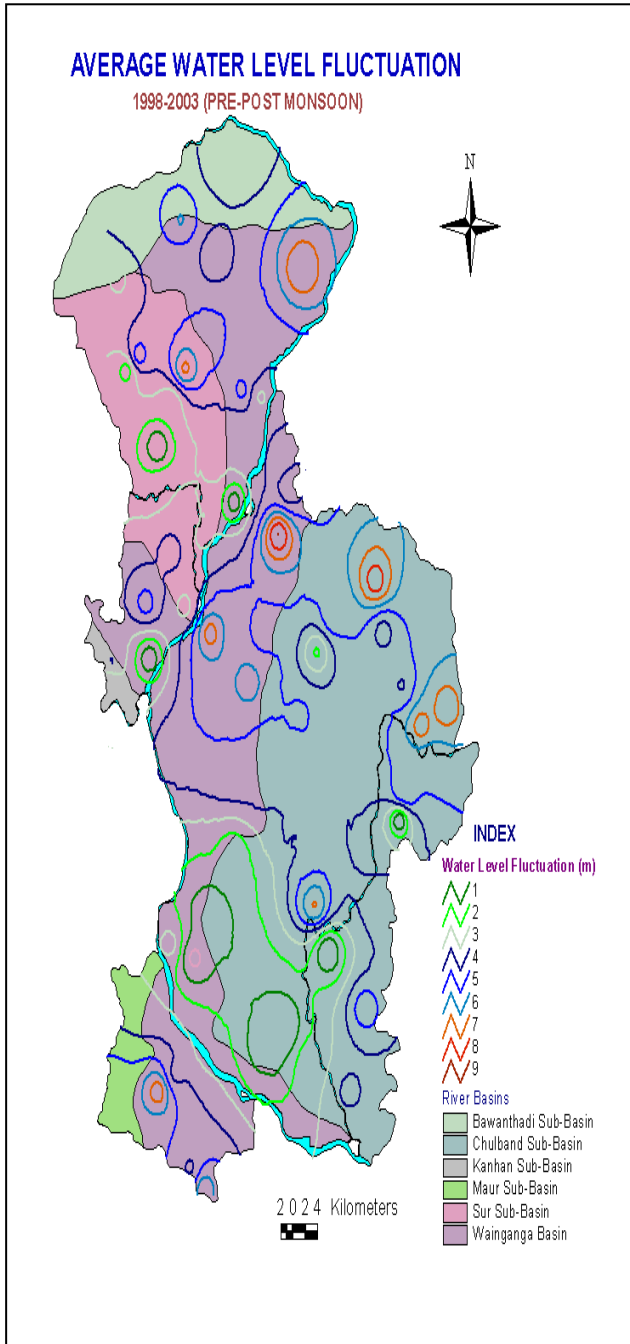 AVERAGE WATER LEVEL FLUCTUATION
1998-2003 (PRE-POST MONSOON)
N
INDEX
Water Level Fluctuation (m)
1
2
3
4
5
6
7
8
9
River Basins
Bawanthadi Sub-Basin
Chulband Sub-Basin
Kanhan Sub-Basin
Maur Sub-Basin
Sur Sub-Basin
Wainganga Basin
2 0 2 4 Kilometers